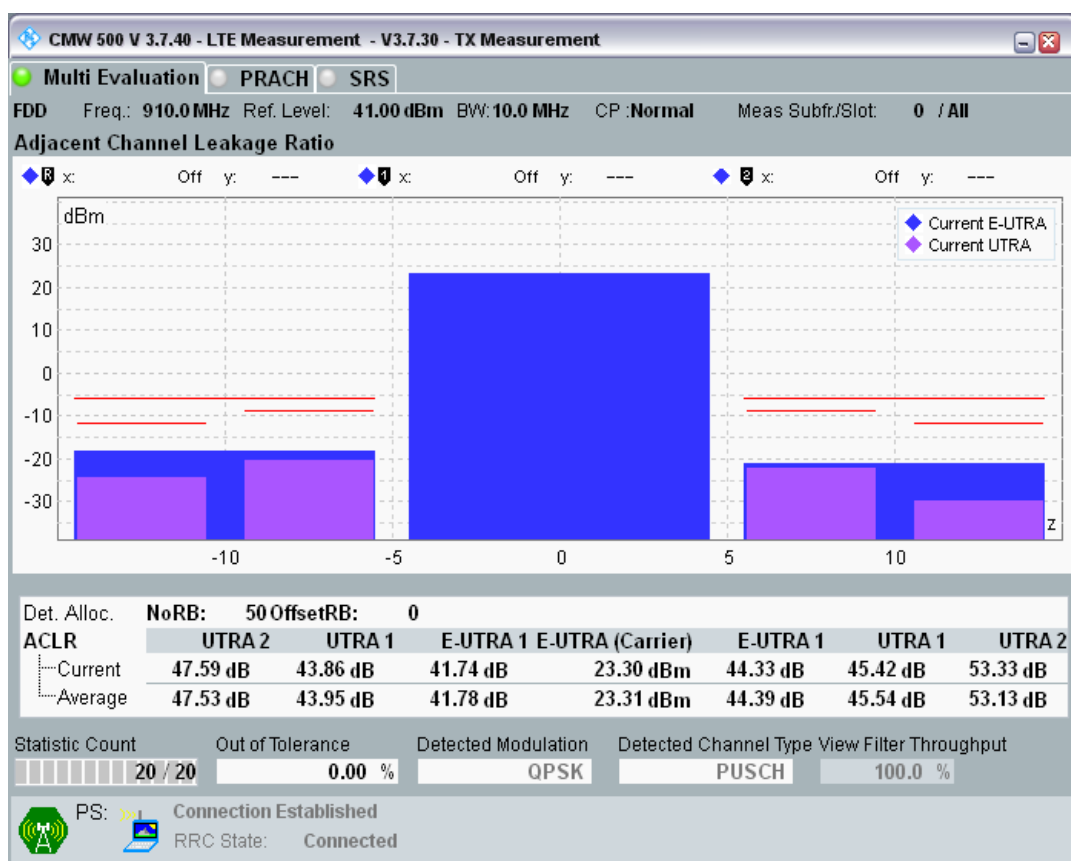 CMW 500 V 3.7.40 - LTE Measurement - V3.7.30 - TX Measurement
Multi Evaluation PRACH SRS
FDD Freq.: 910.0 MHz Ref. Level: 41.00 dBm BW: 10.0 MHz CP :Normal Meas Subfr./Slot: 0 / All
Adjacent Channel Leakage Ratio
R x: Off y: --- 1 x: Off y: --- 2 x: Off y: ---
dBm
Current E-UTRA
Current UTRA
30
20
10
0
-10
-20
-30
z
-10 -5 0 5 10
Det. Alloc. NoRB: 50 OffsetRB: 0
ACLR UTRA 2 UTRA 1 E-UTRA 1 E-UTRA (Carrier) E-UTRA 1 UTRA 1 UTRA 2
Current 47.59 dB 43.86 dB 41.74 dB 23.30 dBm 44.33 dB 45.42 dB 53.33 dB
Average 47.53 dB 43.95 dB 41.78 dB 23.31 dBm 44.39 dB 45.54 dB 53.13 dB
Statistic Count Out of Tolerance Detected Modulation Detected Channel Type View Filter Throughput
20 / 20 0.00 % QPSK PUSCH 100.0 %
PS: Connection Established
RRC State: Connected